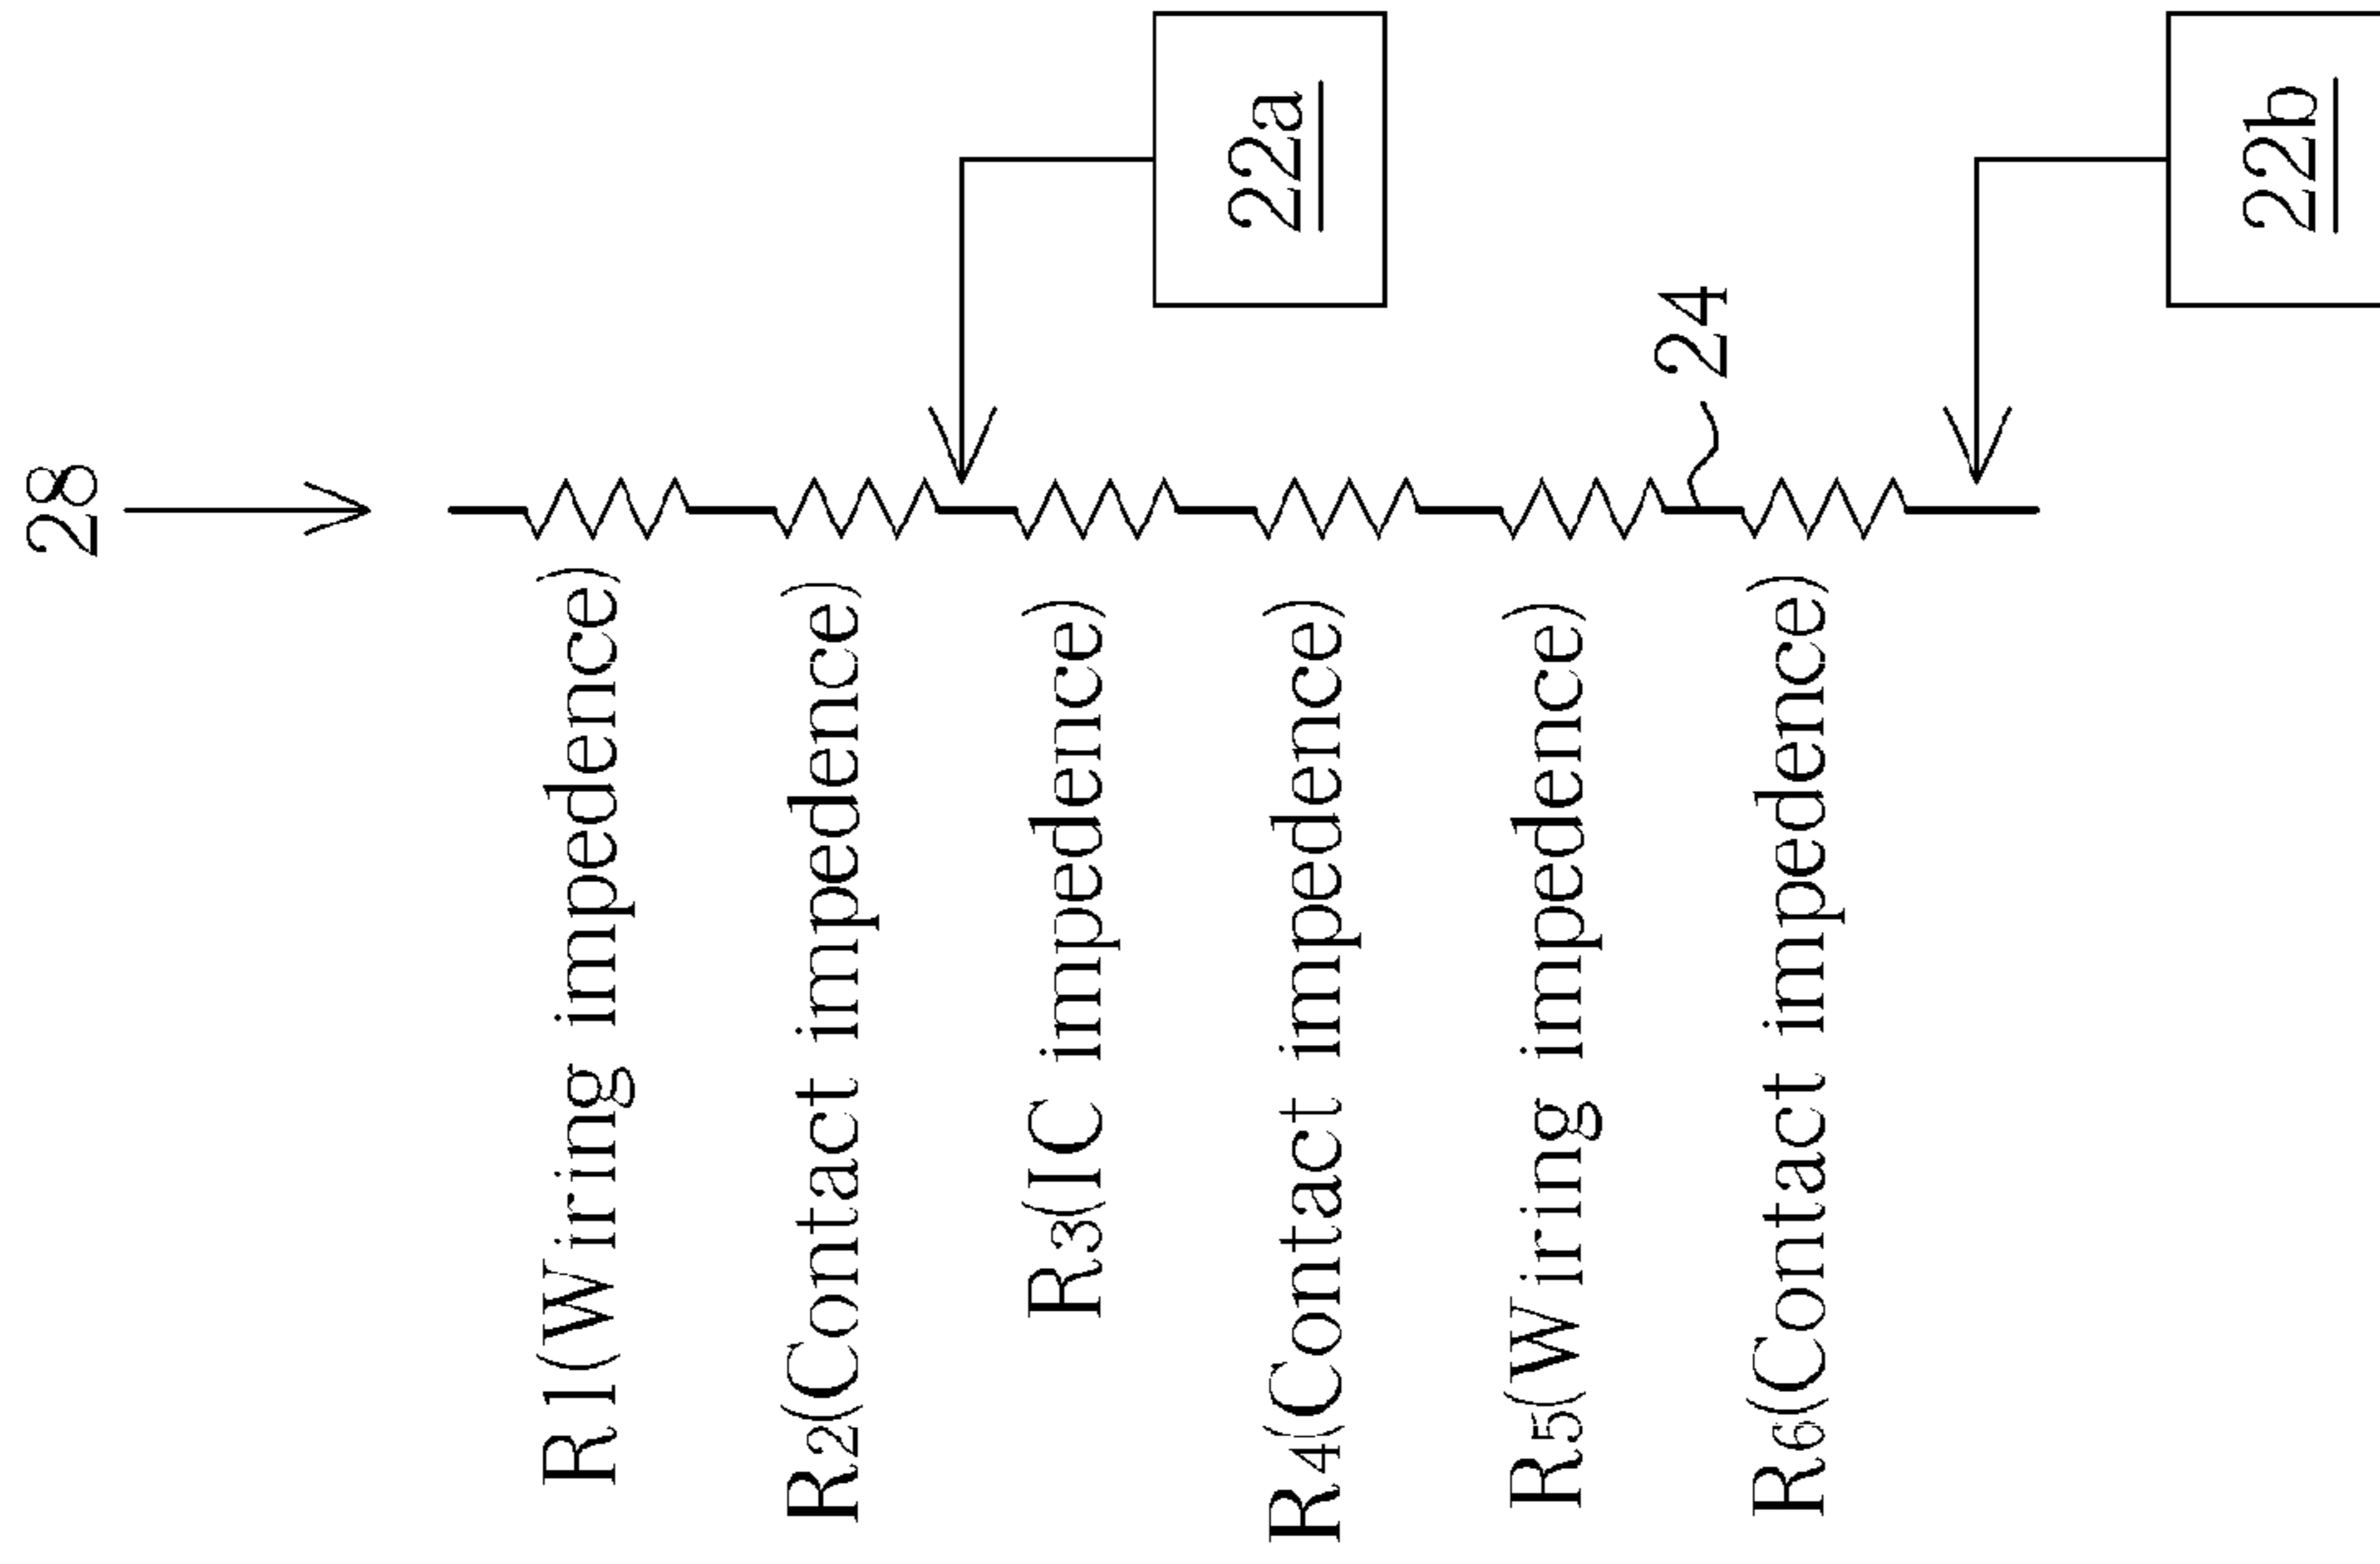 28
R1(Wiring impedence)
R2(Contact impedence)
22a
R3(IC impedence)
R4(Contact impedence)
R5(Wiring impedence)
24
R6(Contact impedence)
22b